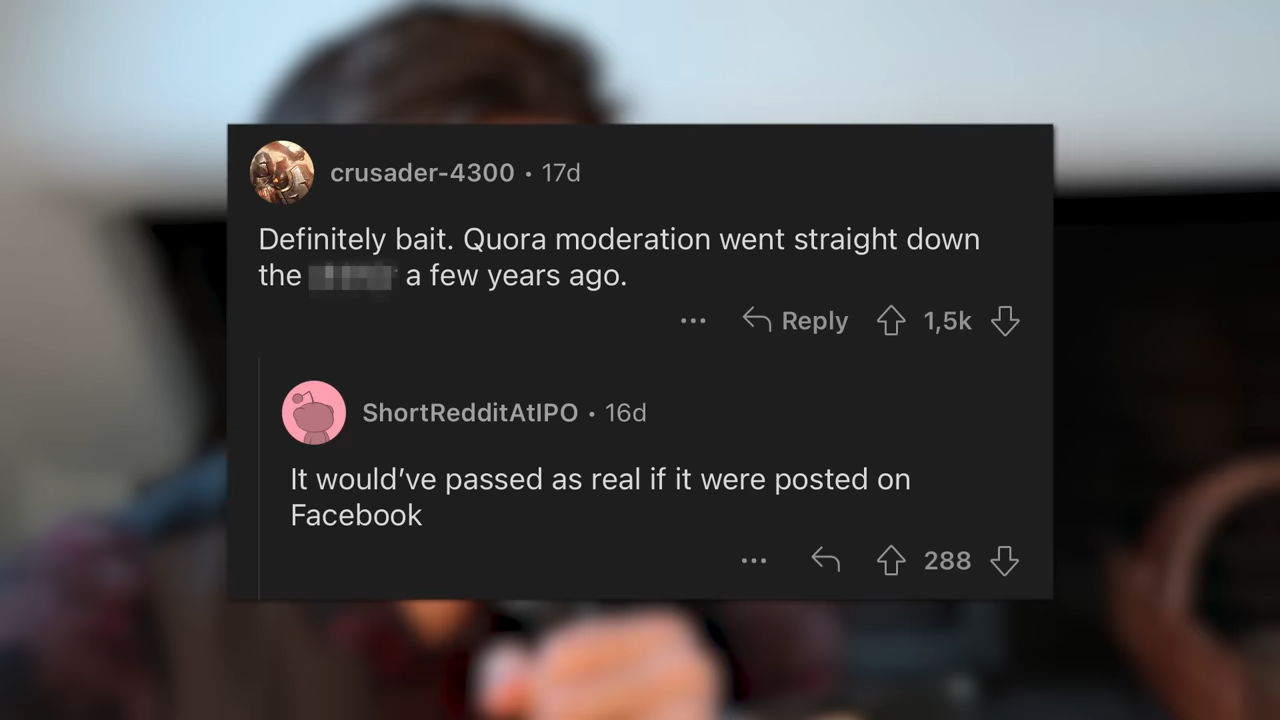 crusader-4300 • 17d
Definitely bait. Quora moderation went straight down
the a few years ago.
... Reply 1,5k
ShortRedditAtIPO • 16d
It would’ve passed as real if it were posted on
Facebook
... 288